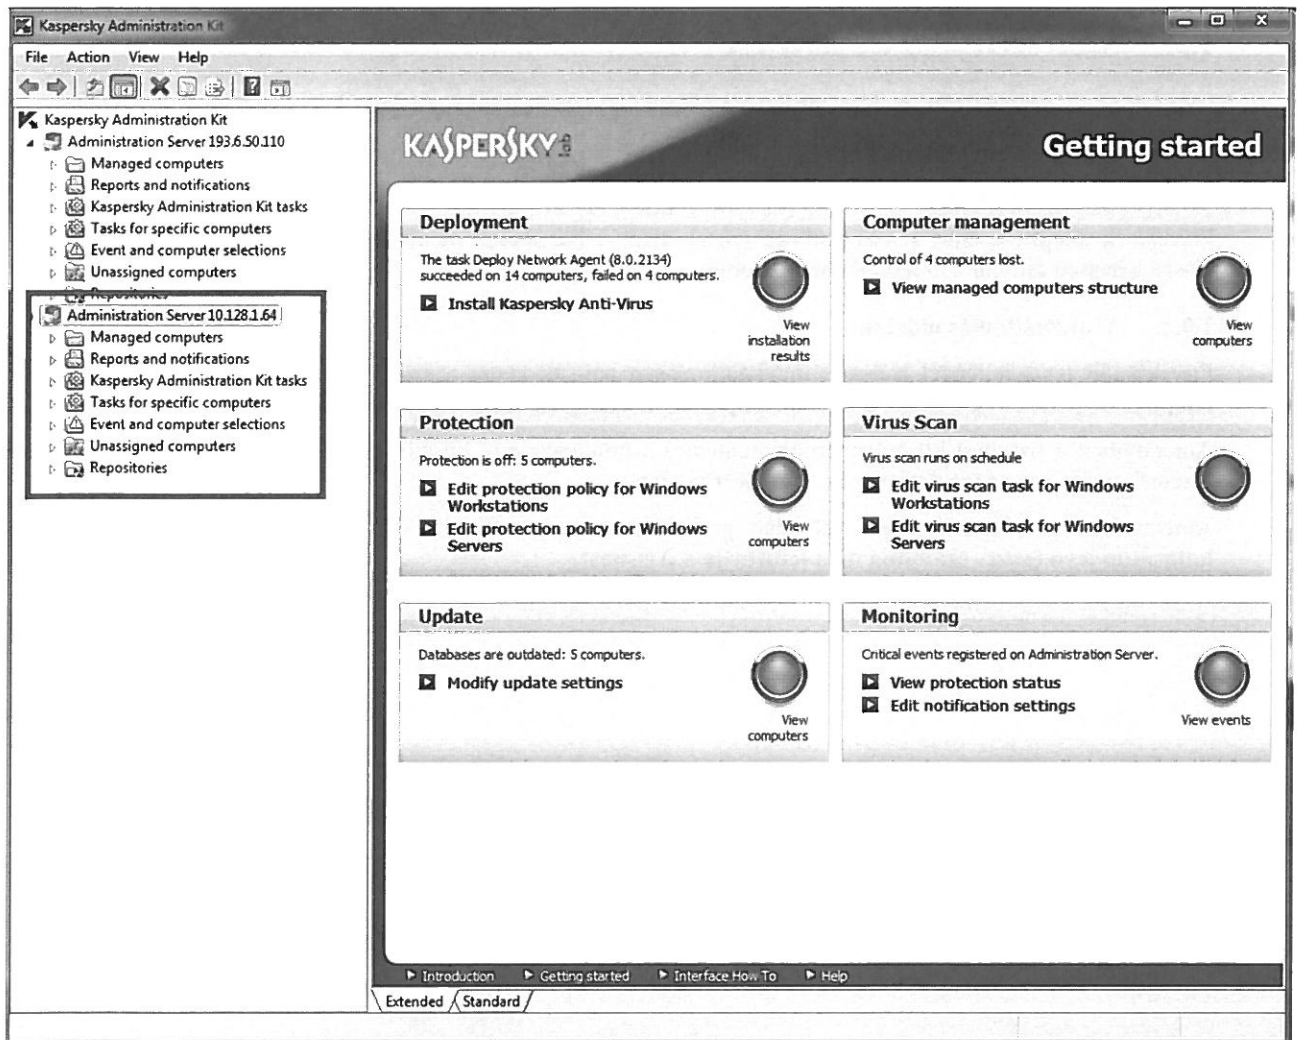 Kaspersky Administration Kit
File Action View Help
Kaspersky Administration Kit
Administration Server 193.6.50.110
Managed computers
Reports and notifications
Kaspersky Administration Kit tasks
Tasks for specific computers
Event and computer selections
Unassigned computers
Repositories
Administration Server 10.128.1.64
Managed computers
Reports and notifications
Kaspersky Administration Kit tasks
Tasks for specific computers
Event and computer selections
Unassigned computers
Repositories
KASPERSKY lab
Getting started
Deployment
The task Deploy Network Agent (8.0.2134)
succeeded on 14 computers, failed on 4 computers.
Install Kaspersky Anti-Virus
View
installation
results
Computer management
Control of 4 computers lost.
View managed computers structure
View
computers
Protection
Protection is off: 5 computers.
Edit protection policy for Windows
Workstations
Edit protection policy for Windows
Servers
View
computers
Virus Scan
Virus scan runs on schedule
Edit virus scan task for Windows
Workstations
Edit virus scan task for Windows
Servers
Update
Databases are outdated: 5 computers.
Modify update settings
View
computers
Monitoring
Critical events registered on Administration Server.
View protection status
Edit notification settings
View events
Introduction Getting started Interface How To Help
Extended Standard